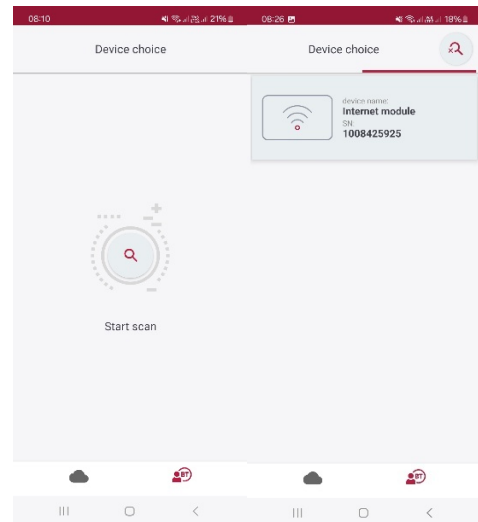 08:10
21%
Device choice
Start scan
BT
08:26
18%
Device choice
device name:
Internet module
SN:
1008425925
BT